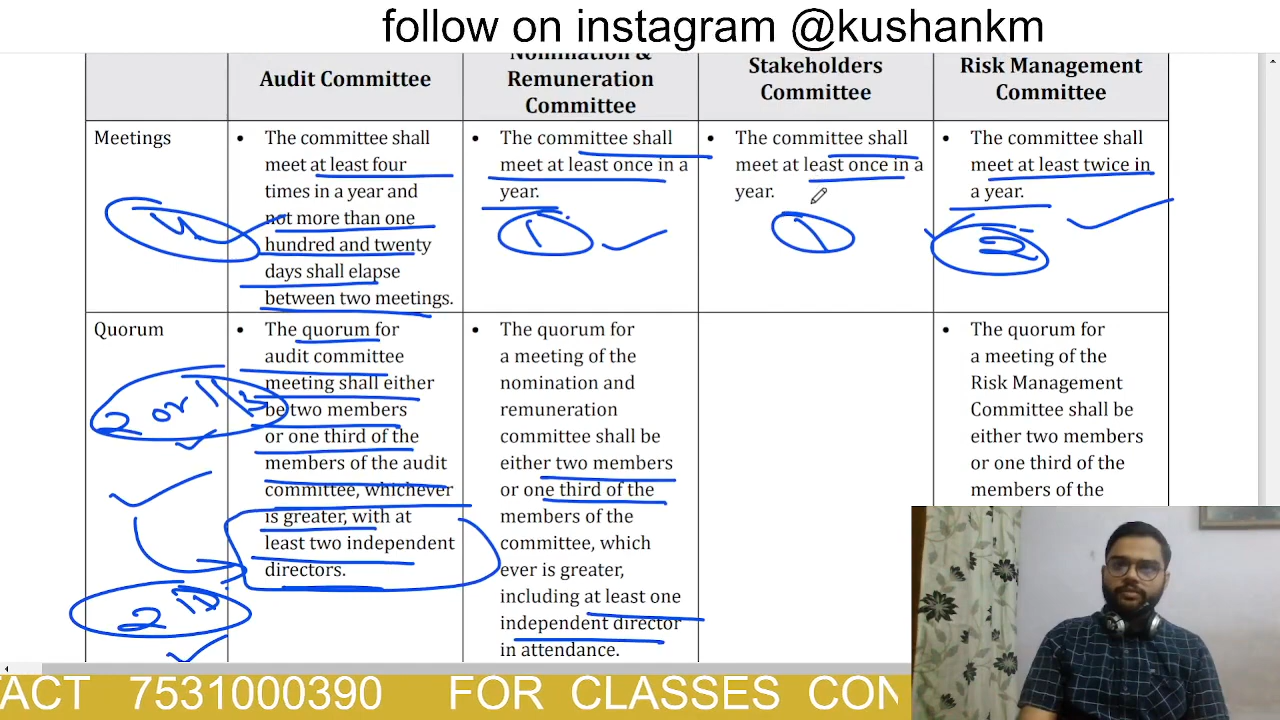 follow on instagram @kushankm
Audit Committee
Nomination &
Remuneration
Committee
Stakeholders
Committee
Risk Management
Committee
Meetings
• The committee shall
meet at least four
times in a year and
not more than one
hundred and twenty
days shall elapse
between two meetings.
4
• The committee shall
meet at least once in a
year.
1
• The committee shall
meet at least once in a
year.
1
• The committee shall
meet at least twice in
a year.
2
Quorum
2 or 1/3
2 ID
• The quorum for
audit committee
meeting shall either
be two members
or one third of the
members of the audit
committee, whichever
is greater, with at
least two independent
directors.
• The quorum for
a meeting of the
nomination and
remuneration
committee shall be
either two members
or one third of the
members of the
committee, which
ever is greater,
including at least one
independent director
in attendance.
• The quorum for
a meeting of the
Risk Management
Committee shall be
either two members
or one third of the
members of the
TACT 7531000390 FOR CLASSES CON